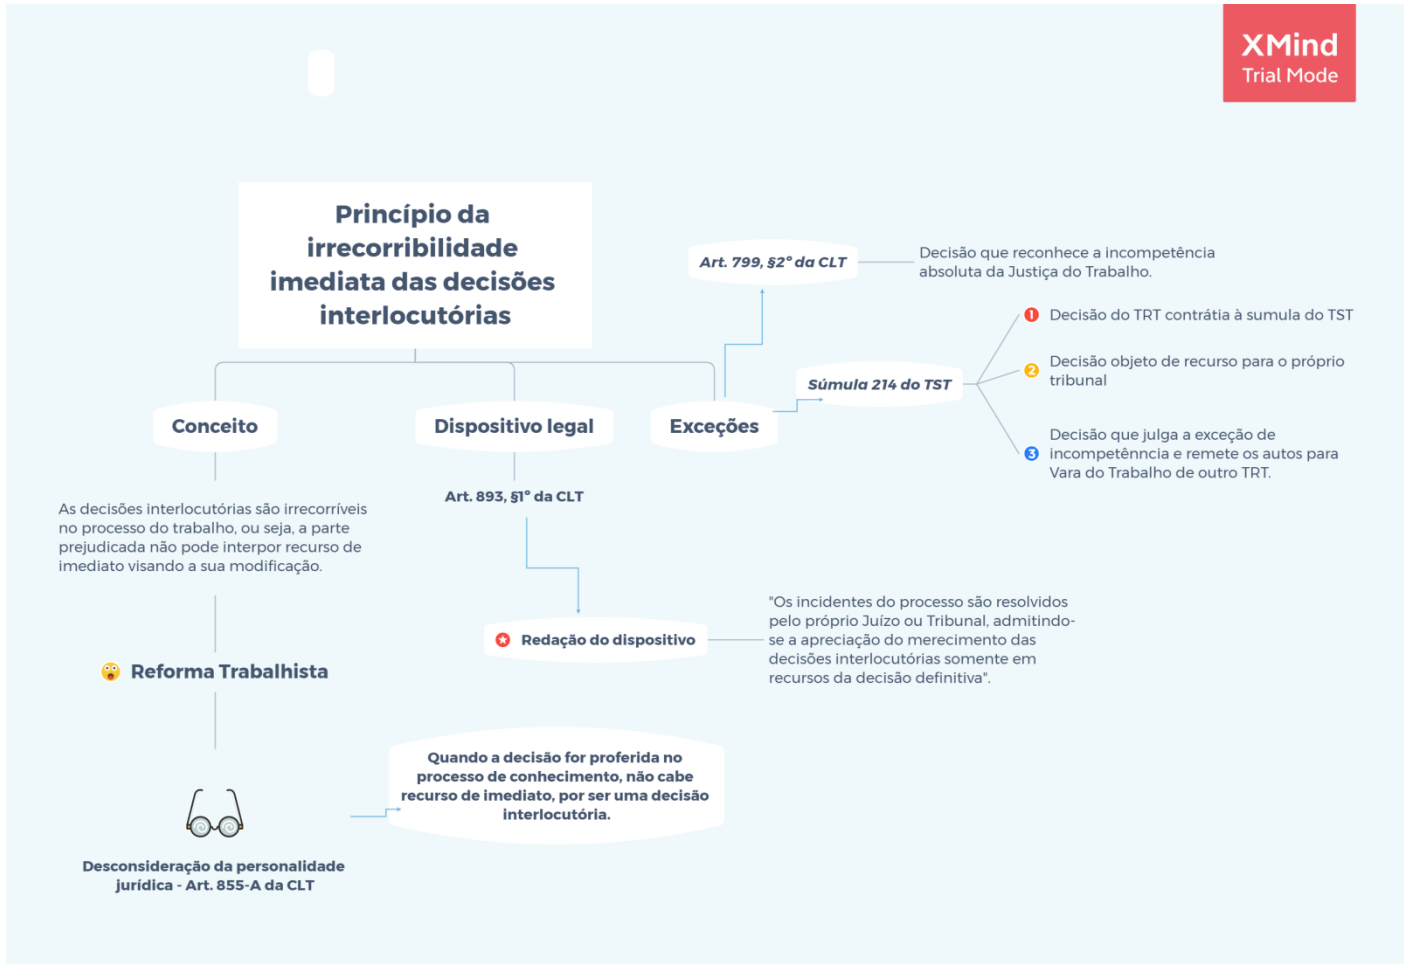 XMind
Trial Mode
Princípio da
irrecorribilidade
imediata das decisões
interlocutórias
Conceito
As decisões interlocutórias são irrecorríveis
no processo do trabalho, ou seja, a parte
prejudicada não pode interpor recurso de
imediato visando a sua modificação.
Reforma Trabalhista
Desconsideração da personalidade
jurídica - Art. 855-A da CLT
Quando a decisão for proferida no
processo de conhecimento, não cabe
recurso de imediato, por ser uma decisão
interlocutória.
Dispositivo legal
Art. 893, §1º da CLT
Redação do dispositivo
"Os incidentes do processo são resolvidos
pelo próprio Juízo ou Tribunal, admitindo-
se a apreciação do merecimento das
decisões interlocutórias somente em
recursos da decisão definitiva".
Exceções
Art. 799, §2º da CLT
Decisão que reconhece a incompetência
absoluta da Justiça do Trabalho.
Súmula 214 do TST
1 Decisão do TRT contrátia à sumula do TST
2 Decisão objeto de recurso para o próprio
tribunal
3 Decisão que julga a exceção de
incompetênncia e remete os autos para
Vara do Trabalho de outro TRT.